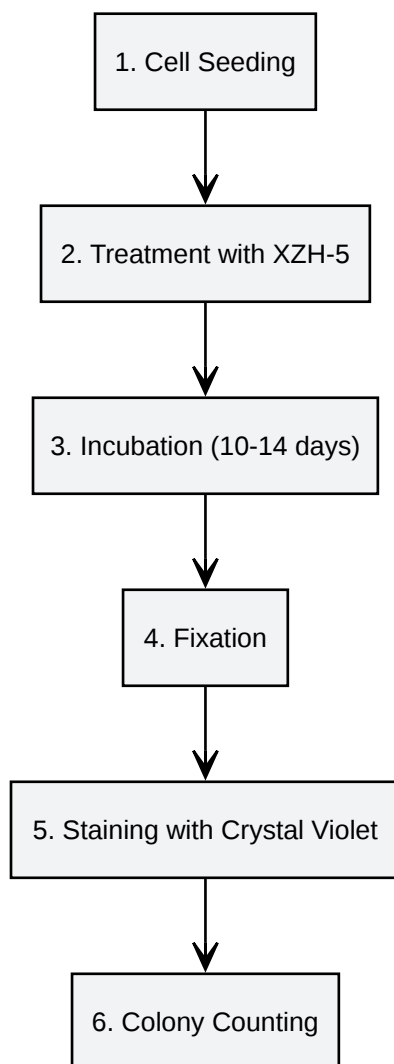 1. Cell Seeding
2. Treatment with XZH-5
3. Incubation (10-14 days)
4. Fixation
5. Staining with Crystal Violet
6. Colony Counting